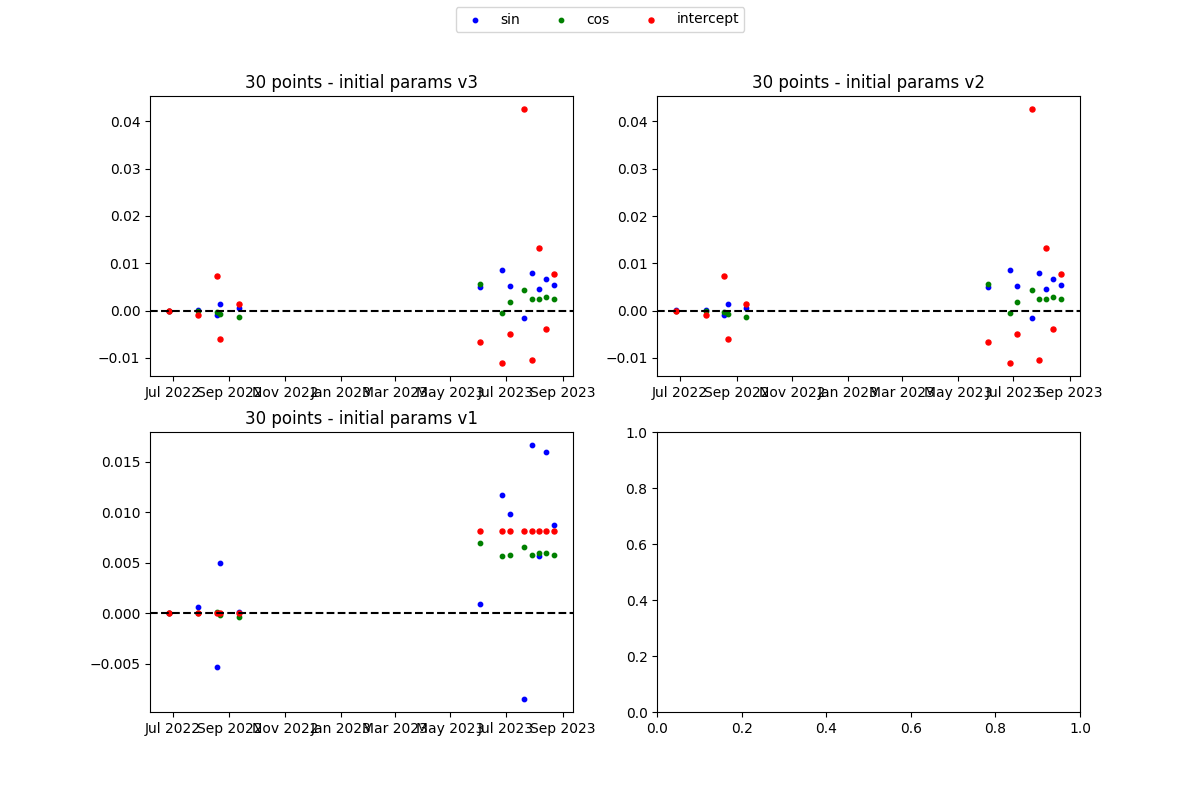 sin cos intercept
30 points - initial params v3
0.04
0.03
0.02
0.01
0.00
−0.01
Jul 2022 Sep 2022 Nov 2022 Jan 2023 Mar 2023 May 2023 Jul 2023 Sep 2023
30 points - initial params v2
0.04
0.03
0.02
0.01
0.00
−0.01
Jul 2022 Sep 2022 Nov 2022 Jan 2023 Mar 2023 May 2023 Jul 2023 Sep 2023
30 points - initial params v1
0.015
0.010
0.005
0.000
−0.005
Jul 2022 Sep 2022 Nov 2022 Jan 2023 Mar 2023 May 2023 Jul 2023 Sep 2023
1.0
0.8
0.6
0.4
0.2
0.0
0.0 0.2 0.4 0.6 0.8 1.0